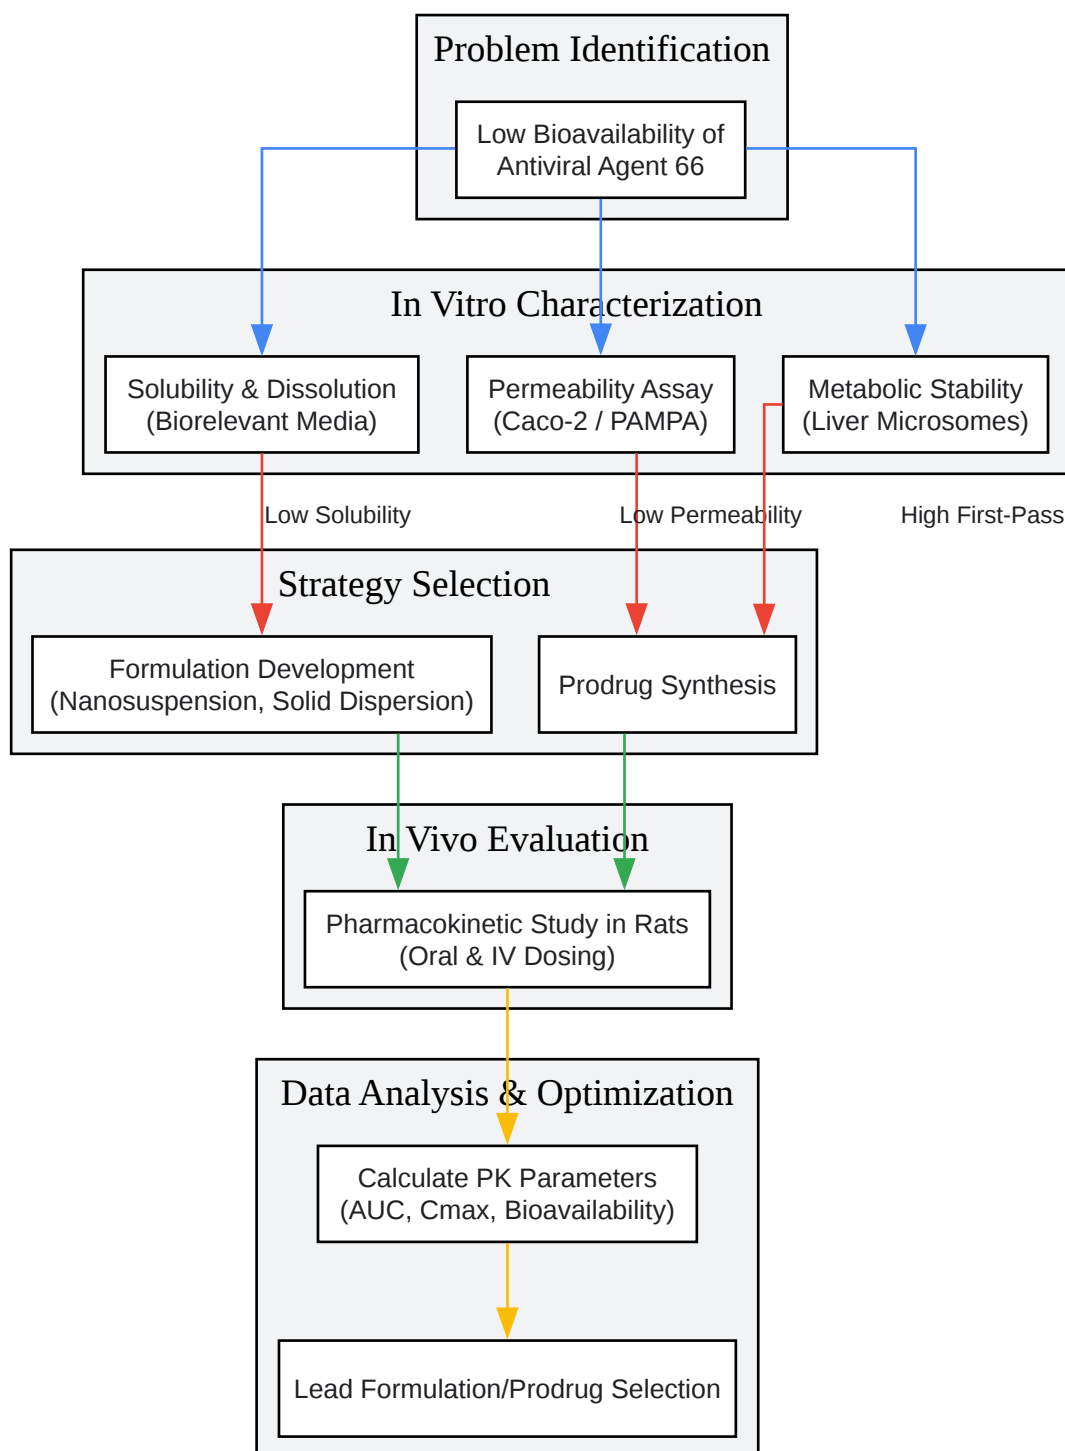 Problem Identification
Low Bioavailability of
Antiviral Agent 66
In Vitro Characterization
Solubility & Dissolution
(Biorelevant Media)
Permeability Assay
(Caco-2 / PAMPA)
Metabolic Stability
(Liver Microsomes)
Low Solubility
Low Permeability
High First-Pass
Strategy Selection
Formulation Development
(Nanosuspension, Solid Dispersion)
Prodrug Synthesis
In Vivo Evaluation
Pharmacokinetic Study in Rats
(Oral & IV Dosing)
Data Analysis & Optimization
Calculate PK Parameters
(AUC, Cmax, Bioavailability)
Lead Formulation/Prodrug Selection